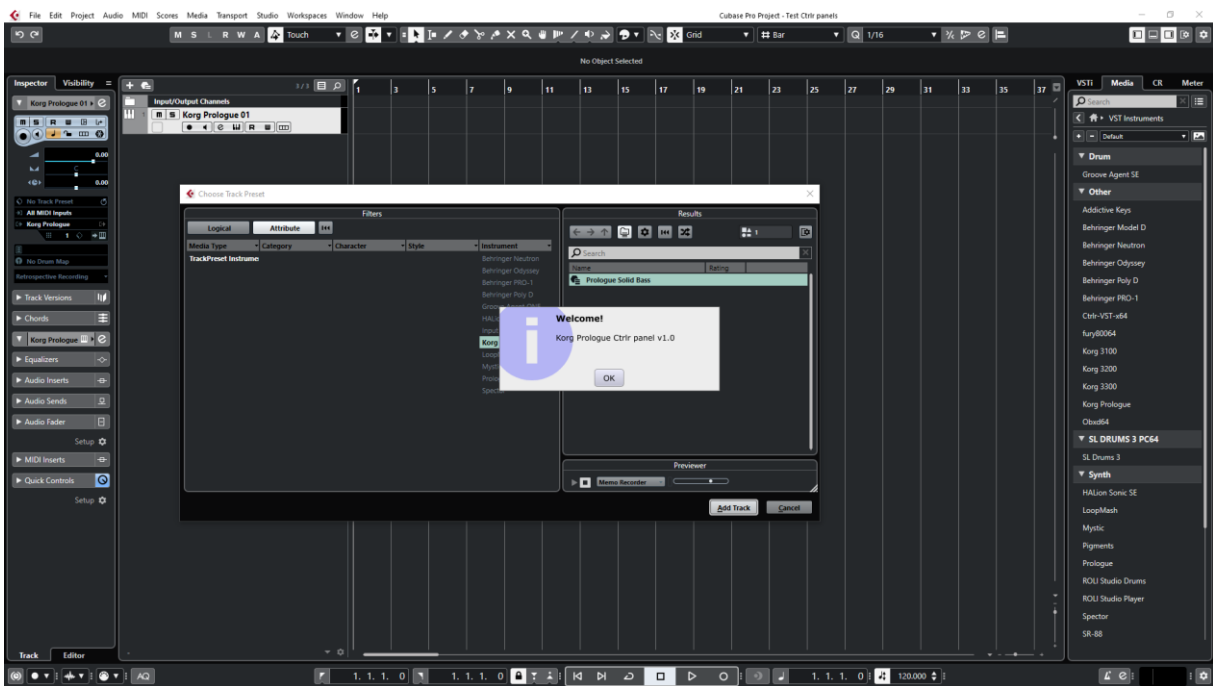 File Edit Project Audio MIDI Scores Media Transport Studio Workspaces Window Help
Cubase Pro Project - Test Ctrlr panels
M S L R W A Touch
Grid
Bar
Q 1/16
No Object Selected
Inspector Visibility
3/3
1 3 5 7 9 11 13 15 17 19 21 23 25 27 29 31 33 35 37
VSTi Media CR Meter
Korg Prologue 01
Input/Output Channels
1 m S Korg Prologue 01
Search
VST Instruments
Default
m S R
0.00
C
0.00
No Track Preset
All MIDI Inputs
Korg Prologue
1
No Drum Map
Retrospective Recording
Track Versions
Chords
Korg Prologue
Equalizers
Audio Inserts
Audio Sends
Audio Fader
Setup
MIDI Inserts
Quick Controls
Setup
Track Editor
Choose Track Preset
Filters
Logical Attribute
Media Type Category Character Style Instrument
TrackPreset Instrume
Behringer Neutron
Behringer Odyssey
Behringer PRO-1
Behringer Poly D
Korg
Results
1
Search
Name Rating
Prologue Solid Bass
Welcome!
Korg Prologue Ctrlr panel v1.0
OK
Previewer
Memo Recorder
Add Track Cancel
Drum
Groove Agent SE
Other
Addictive Keys
Behringer Model D
Behringer Neutron
Behringer Odyssey
Behringer Poly D
Behringer PRO-1
Ctrlr-VST-x64
fury80064
Korg 3100
Korg 3200
Korg 3300
Korg Prologue
Obxd64
SL DRUMS 3 PC64
SL Drums 3
Synth
HALion Sonic SE
LoopMash
Mystic
Pigments
Prologue
ROLI Studio Drums
ROLI Studio Player
Spector
SR-88
AQ
1. 1. 1. 0
1. 1. 1. 0
1. 1. 1. 0
120.000